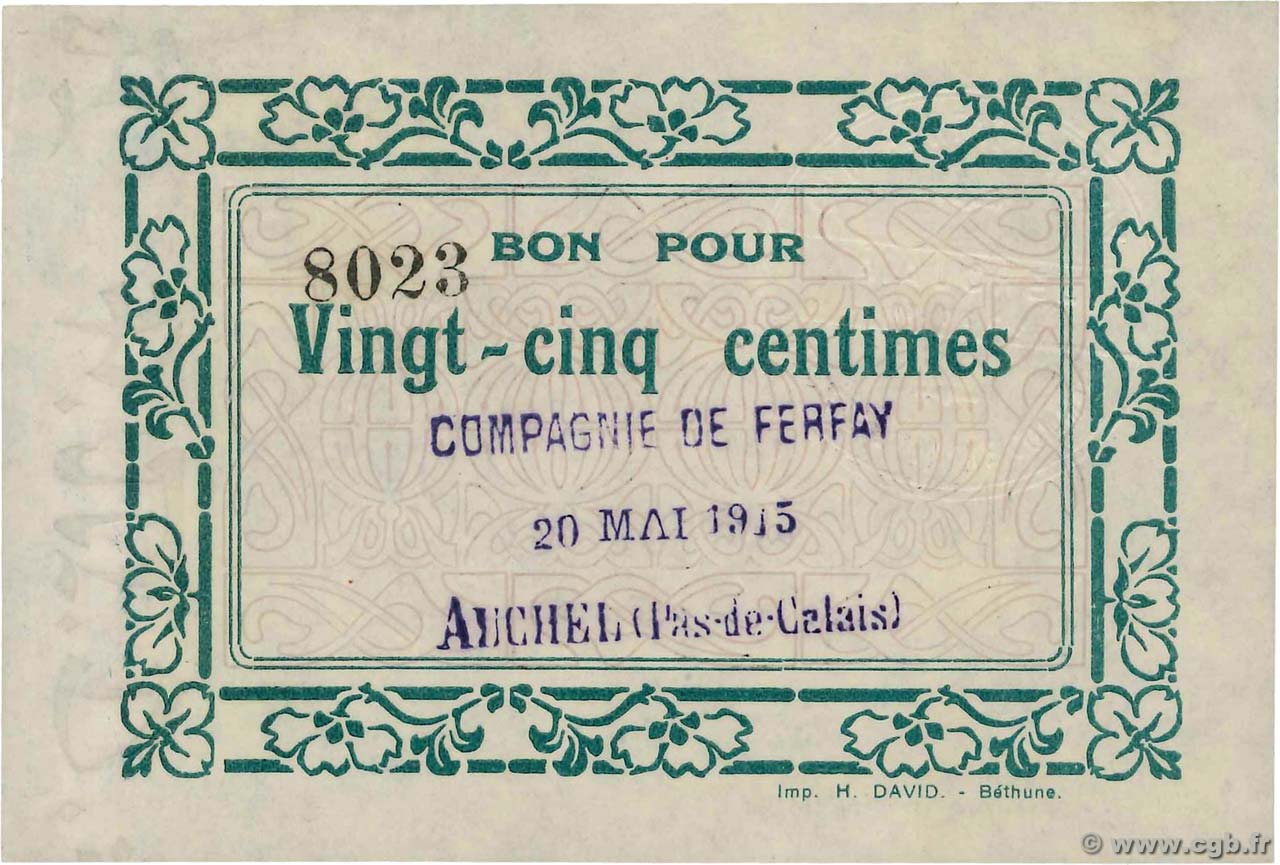 8023
BON POUR
Vingt-cinq centimes
COMPAGNIE DE FERFAY
20 MAI 1915
AUCHEL (Pas-de-Calais)
Imp. H. DAVID. - Béthune.
© www.cgb.fr